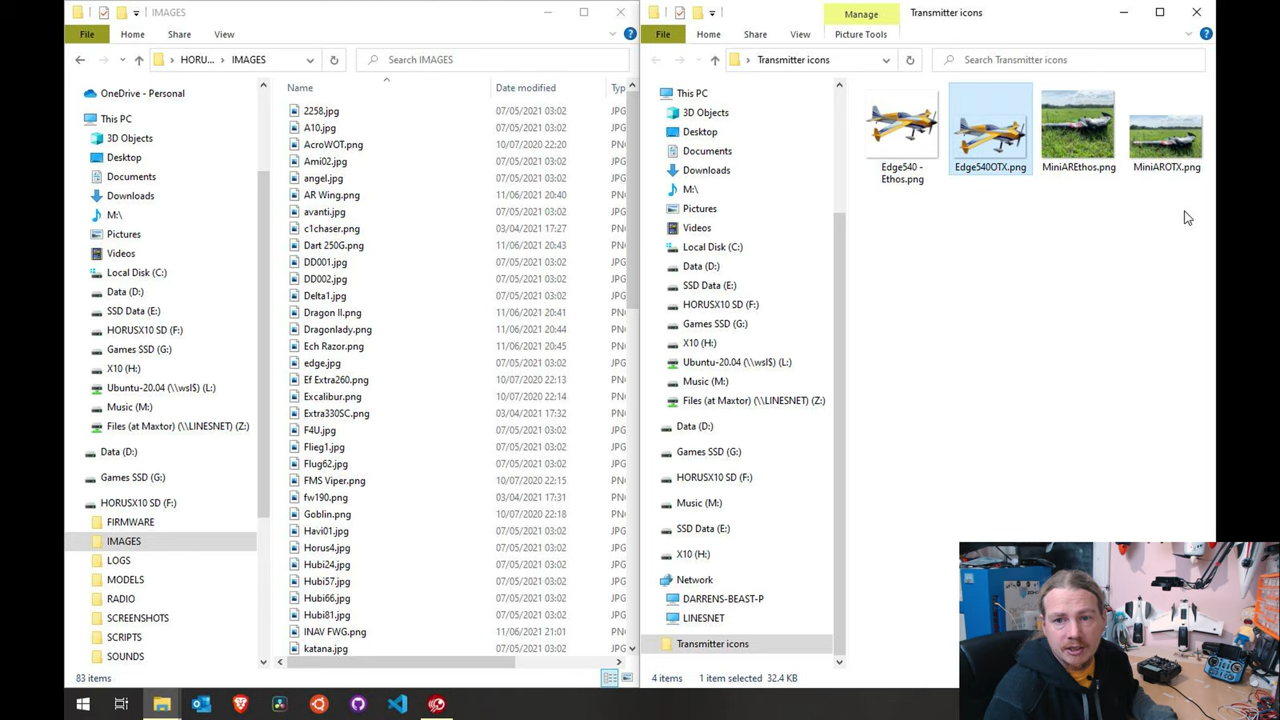 IMAGES
File
Home
Share
View
HORU...
IMAGES
Search IMAGES
OneDrive - Personal
This PC
3D Objects
Desktop
Documents
Downloads
M:\
Pictures
Videos
Local Disk (C:)
Data (D:)
SSD Data (E:)
HORUSX10 SD (F:)
Games SSD (G:)
X10 (H:)
Ubuntu-20.04 (\\wsl$) (L:)
Music (M:)
Files (at Maxtor) (\\LINESNET) (Z:)
Data (D:)
Games SSD (G:)
HORUSX10 SD (F:)
FIRMWARE
IMAGES
LOGS
MODELS
RADIO
SCREENSHOTS
SCRIPTS
SOUNDS
Name Date modified Typ
2258.jpg 07/05/2021 03:02 JPG
A10.jpg 07/05/2021 03:02 JPG
AcroWOT.png 10/07/2020 22:20 PNG
Ami02.jpg 07/05/2021 03:02 JPG
angel.jpg 07/05/2021 03:02 JPG
AR Wing.png 11/06/2021 20:40 PNG
avanti.jpg 07/05/2021 03:02 JPG
c1chaser.png 03/04/2021 17:27 PNG
Dart 250G.png 11/06/2021 20:43 PNG
DD001.jpg 07/05/2021 03:02 JPG
DD002.jpg 07/05/2021 03:02 JPG
Delta1.jpg 07/05/2021 03:02 JPG
Dragon II.png 11/06/2021 20:41 PNG
Dragonlady.png 11/06/2021 20:44 PNG
Ech Razor.png 11/06/2021 20:45 PNG
edge.jpg 07/05/2021 03:02 JPG
Ef Extra260.png 10/07/2020 22:13 PNG
Excalibur.png 10/07/2020 22:14 PNG
Extra330SC.png 03/04/2021 17:32 PNG
F4U.jpg 07/05/2021 03:02 JPG
Flieg1.jpg 07/05/2021 03:02 JPG
Flug62.jpg 07/05/2021 03:02 JPG
FMS Viper.png 10/07/2020 22:15 PNG
fw190.png 03/04/2021 17:31 PNG
Goblin.png 10/07/2020 22:18 PNG
Havi01.jpg 07/05/2021 03:02 JPG
Horus4.jpg 07/05/2021 03:02 JPG
Hubi24.jpg 07/05/2021 03:02 JPG
Hubi57.jpg 07/05/2021 03:02 JPG
Hubi66.jpg 07/05/2021 03:02 JPG
Hubi81.jpg 07/05/2021 03:02 JPG
INAV FWG.png 11/06/2021 21:01 PNG
katana.jpg 07/05/2021 03:02 JPG
83 items
Manage
Transmitter icons
File
Home
Share
View
Picture Tools
Transmitter icons
Search Transmitter icons
This PC
3D Objects
Desktop
Documents
Downloads
M:\
Pictures
Videos
Local Disk (C:)
Data (D:)
SSD Data (E:)
HORUSX10 SD (F:)
Games SSD (G:)
X10 (H:)
Ubuntu-20.04 (\\wsl$) (L:)
Music (M:)
Files (at Maxtor) (\\LINESNET) (Z:)
Data (D:)
Games SSD (G:)
HORUSX10 SD (F:)
Music (M:)
SSD Data (E:)
X10 (H:)
Network
DARRENS-BEAST-P
LINESNET
Transmitter icons
Edge540 -
Ethos.png
Edge540OTX.png
MiniAREthos.png
MiniAROTX.png
4 items
1 item selected 32.4 KB